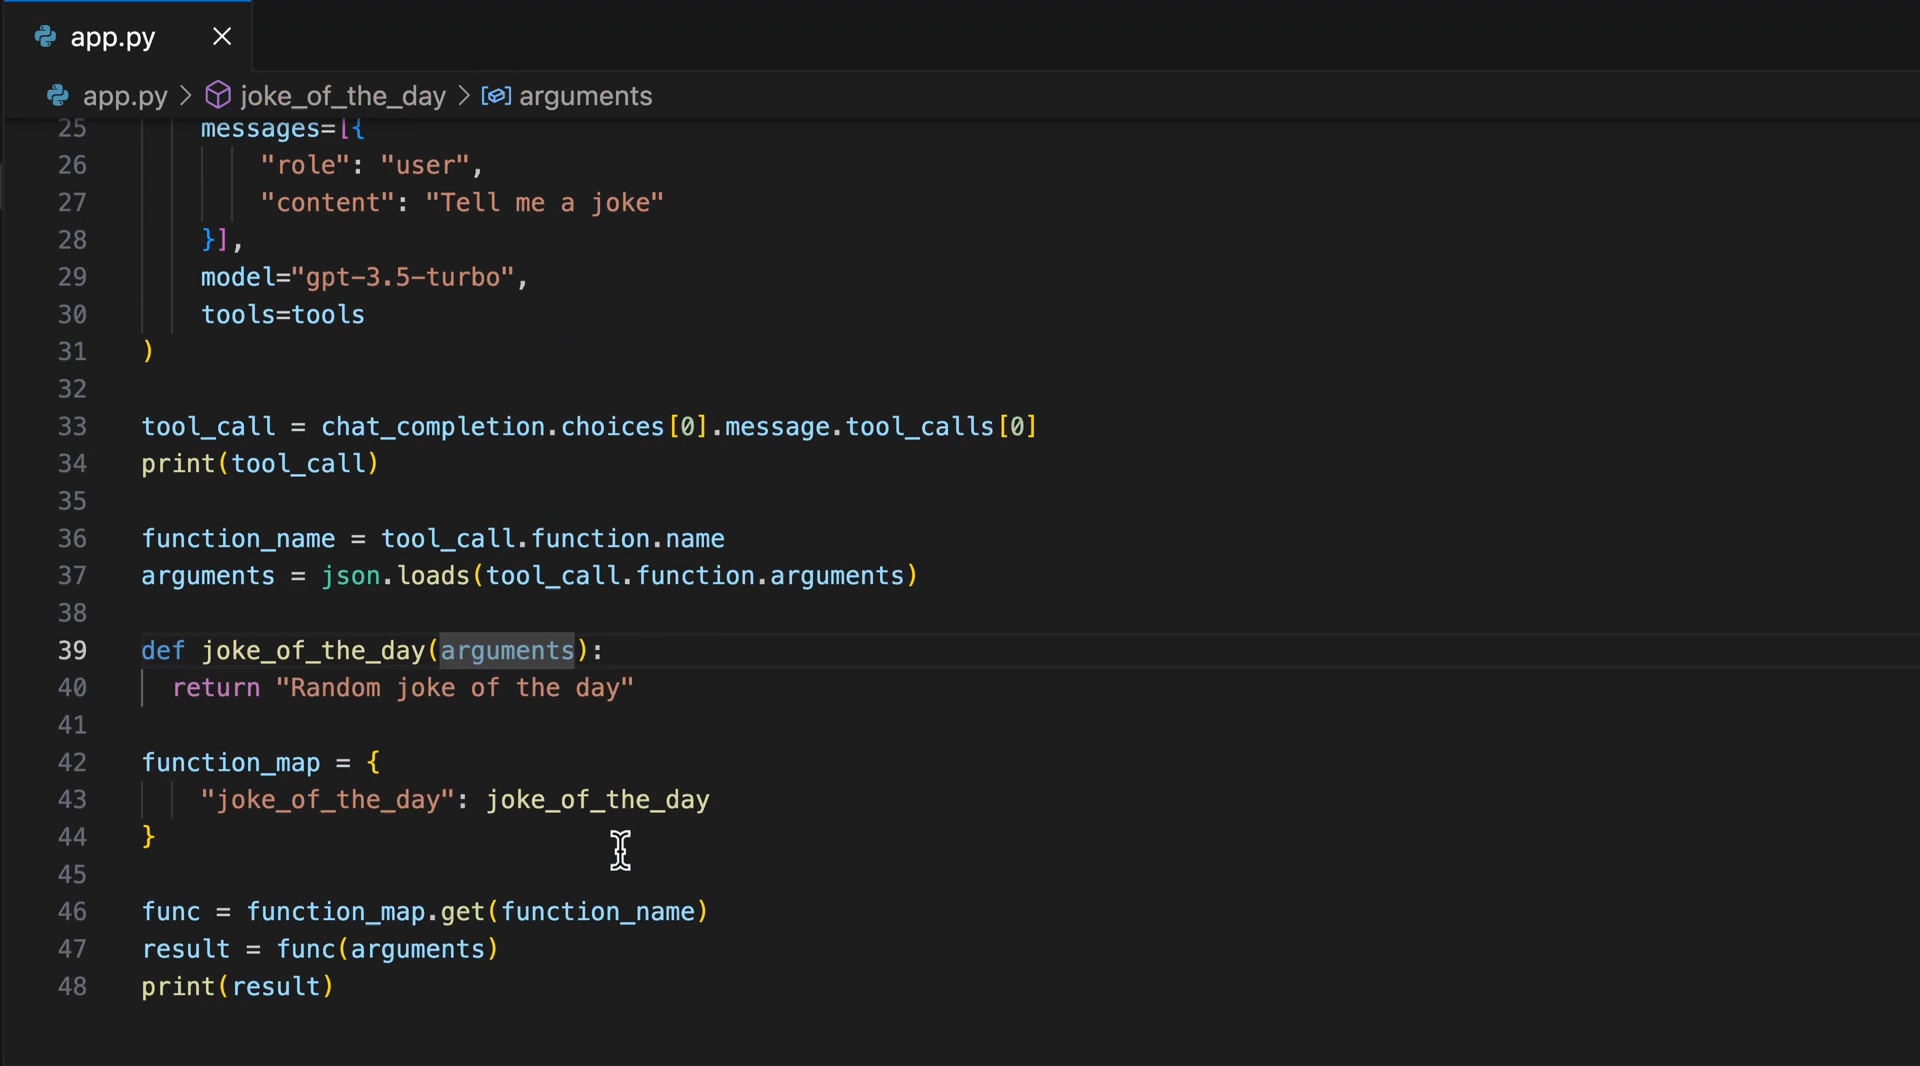 app.py
app.py > joke_of_the_day > arguments
25 messages=[{
26 "role": "user",
27 "content": "Tell me a joke"
28 }],
29 model="gpt-3.5-turbo",
30 tools=tools
31 )
32
33 tool_call = chat_completion.choices[0].message.tool_calls[0]
34 print(tool_call)
35
36 function_name = tool_call.function.name
37 arguments = json.loads(tool_call.function.arguments)
38
39 def joke_of_the_day(arguments):
40 return "Random joke of the day"
41
42 function_map = {
43 "joke_of_the_day": joke_of_the_day
44 }
45
46 func = function_map.get(function_name)
47 result = func(arguments)
48 print(result)